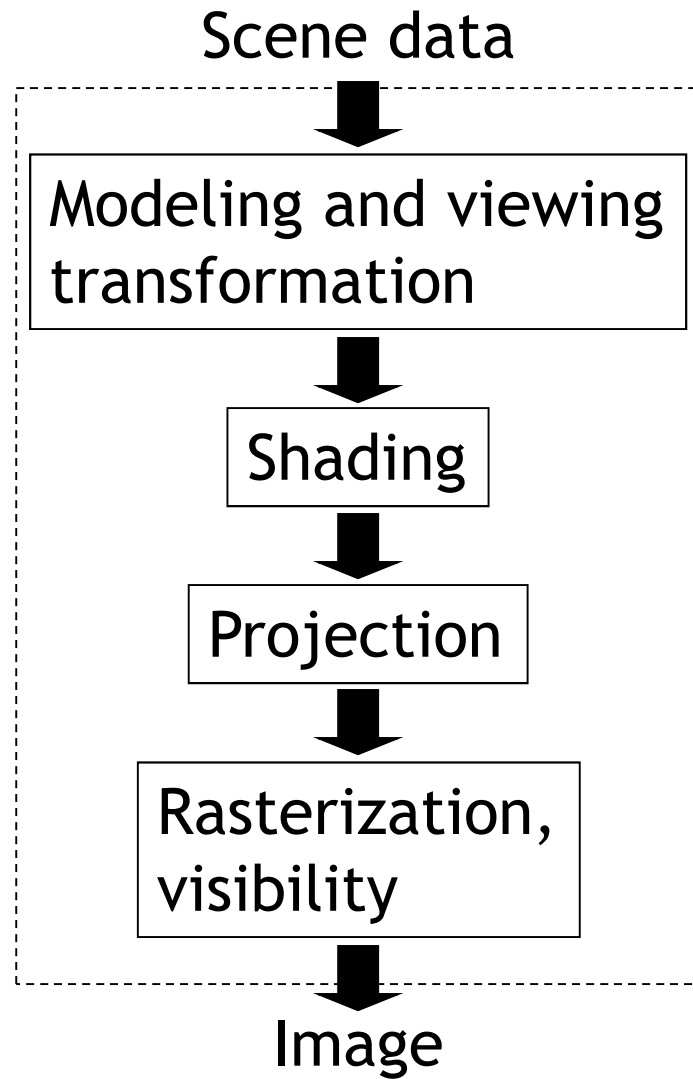 Scene data
Modeling and viewing
transformation
Shading
Projection
Rasterization,
visibility
Image